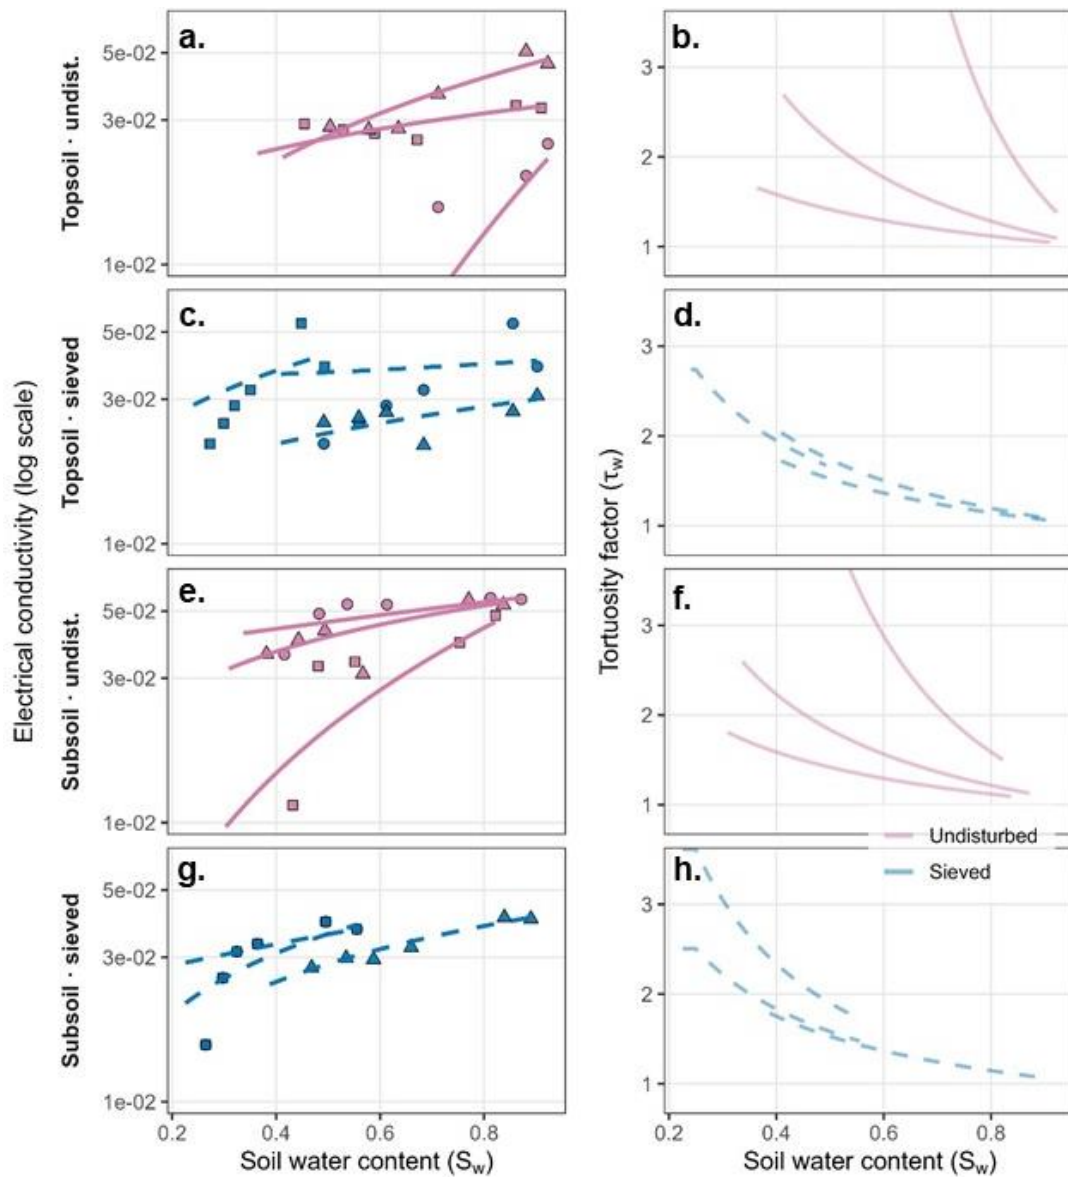 a.
b.
5e-02
3e-02
1e-02
Topsoil · undist.
3
2
1
c.
d.
5e-02
3e-02
1e-02
Topsoil · sieved
3
2
1
Electrical conductivity (log scale)
Tortuosity factor (τw)
e.
f.
5e-02
3e-02
1e-02
Subsoil · undist.
3
2
1
Undisturbed
Sieved
g.
h.
5e-02
3e-02
1e-02
Subsoil · sieved
3
2
1
0.2 0.4 0.6 0.8
0.2 0.4 0.6 0.8
Soil water content (Sw)
Soil water content (Sw)